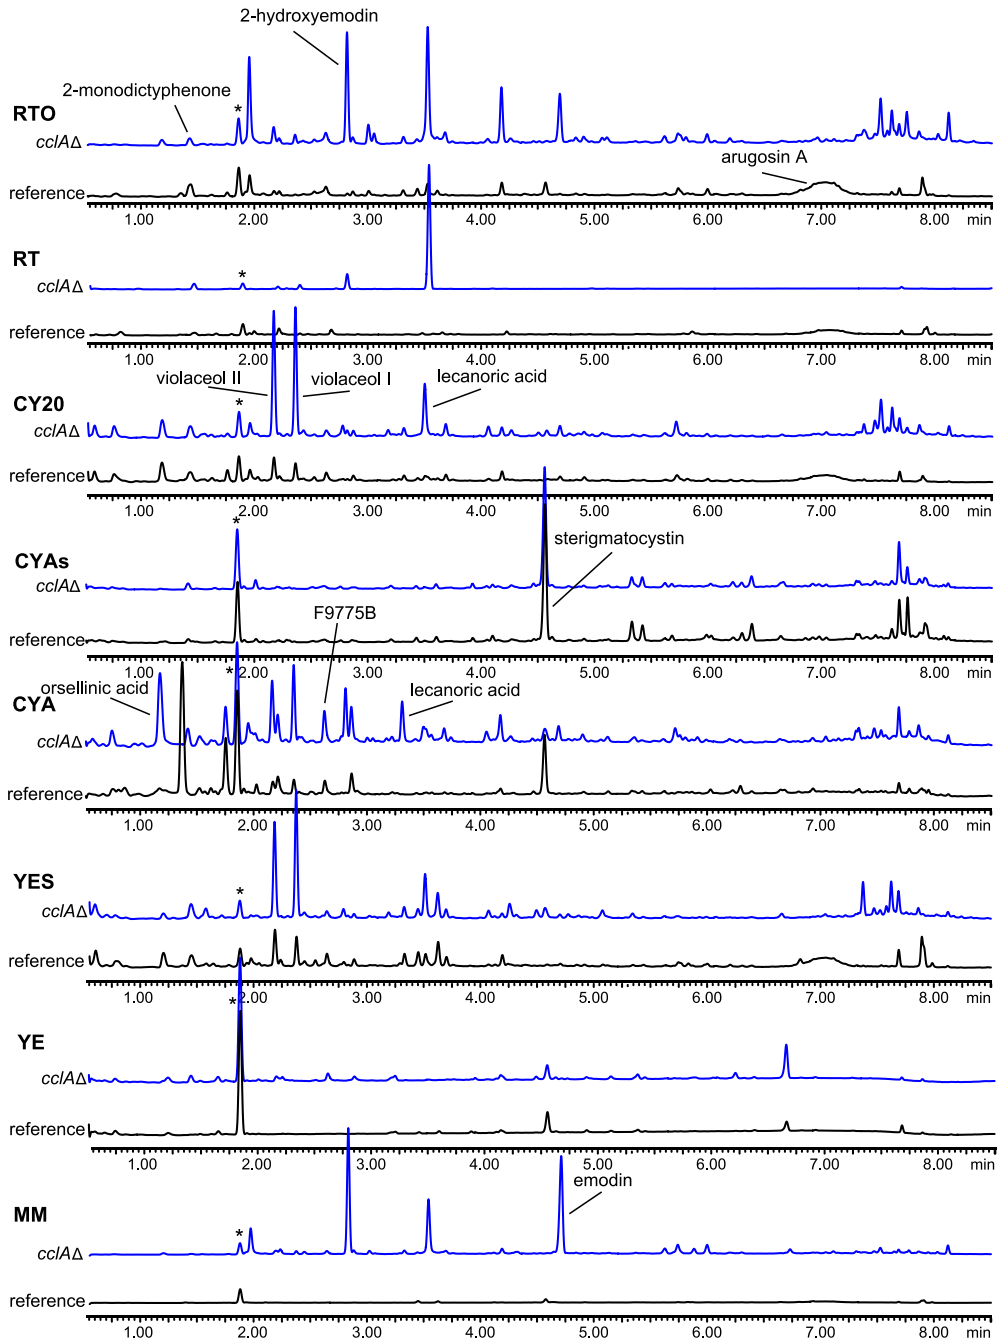 2-hydroxyemodin
2-monodictyphenone
RTO
*
cclAΔ
arugosin A
reference
1.00 2.00 3.00 4.00 5.00 6.00 7.00 8.00 min
RT
*
cclAΔ
reference
1.00 2.00 3.00 4.00 5.00 6.00 7.00 8.00 min
violaceol II violaceol I lecanoric acid
CY20
*
cclAΔ
reference
1.00 2.00 3.00 4.00 5.00 6.00 7.00 8.00 min
*
sterigmatocystin
CYAs
cclAΔ
F9775B
reference
1.00 2.00 3.00 4.00 5.00 6.00 7.00 8.00 min
*
orsellinic acid lecanoric acid
CYA
cclAΔ
reference
1.00 2.00 3.00 4.00 5.00 6.00 7.00 8.00 min
YES
*
cclAΔ
reference
1.00 2.00 3.00 4.00 5.00 6.00 7.00 8.00 min
*
YE
cclAΔ
reference
1.00 2.00 3.00 4.00 5.00 6.00 7.00 8.00 min
emodin
MM
*
cclAΔ
reference
1.00 2.00 3.00 4.00 5.00 6.00 7.00 8.00 min